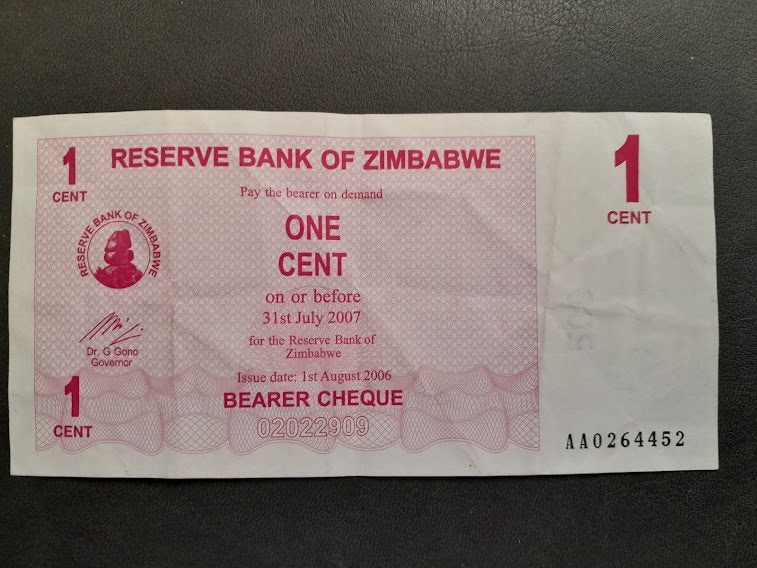 1
CENT
RESERVE BANK OF ZIMBABWE
1
CENT
Pay the bearer on demand
ONE
CENT
RESERVE BANK OF ZIMBABWE
on or before
31st July 2007
for the Reserve Bank of
Zimbabwe
Dr. G Gono
Governor
Issue date: 1st August 2006
BEARER CHEQUE
1
CENT
02022909
AA0264452